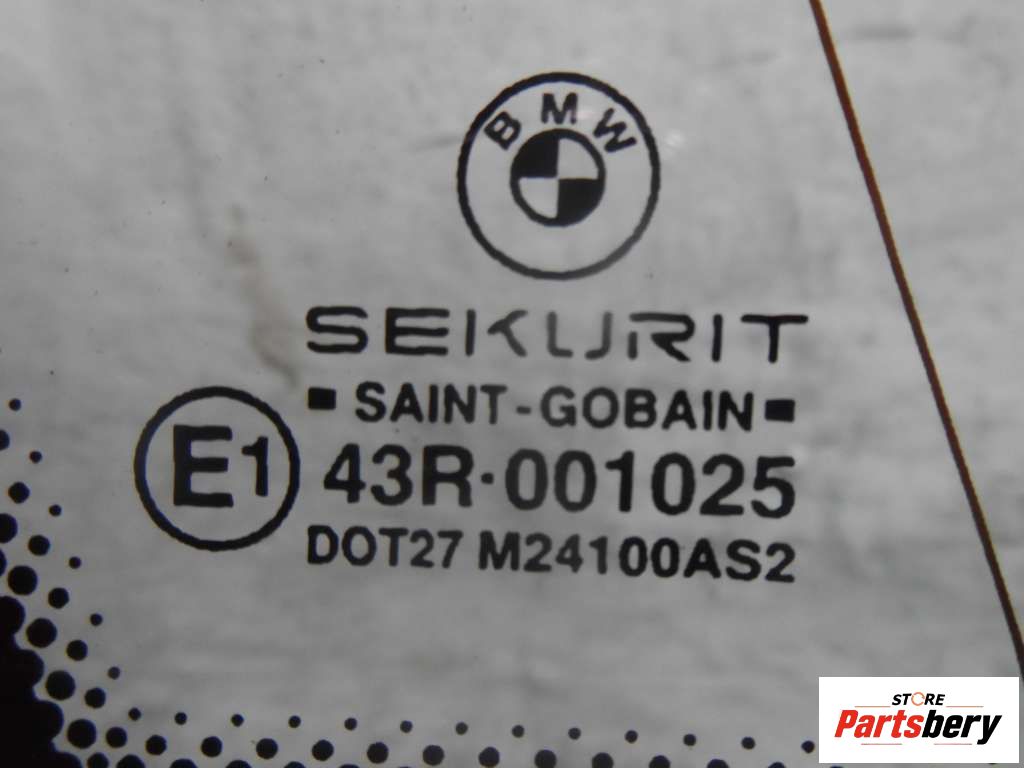 BMW
SEKURIT
SAINT-GOBAIN
E1
43R·001025
DOT27 M24100AS2
STORE
Partsbery